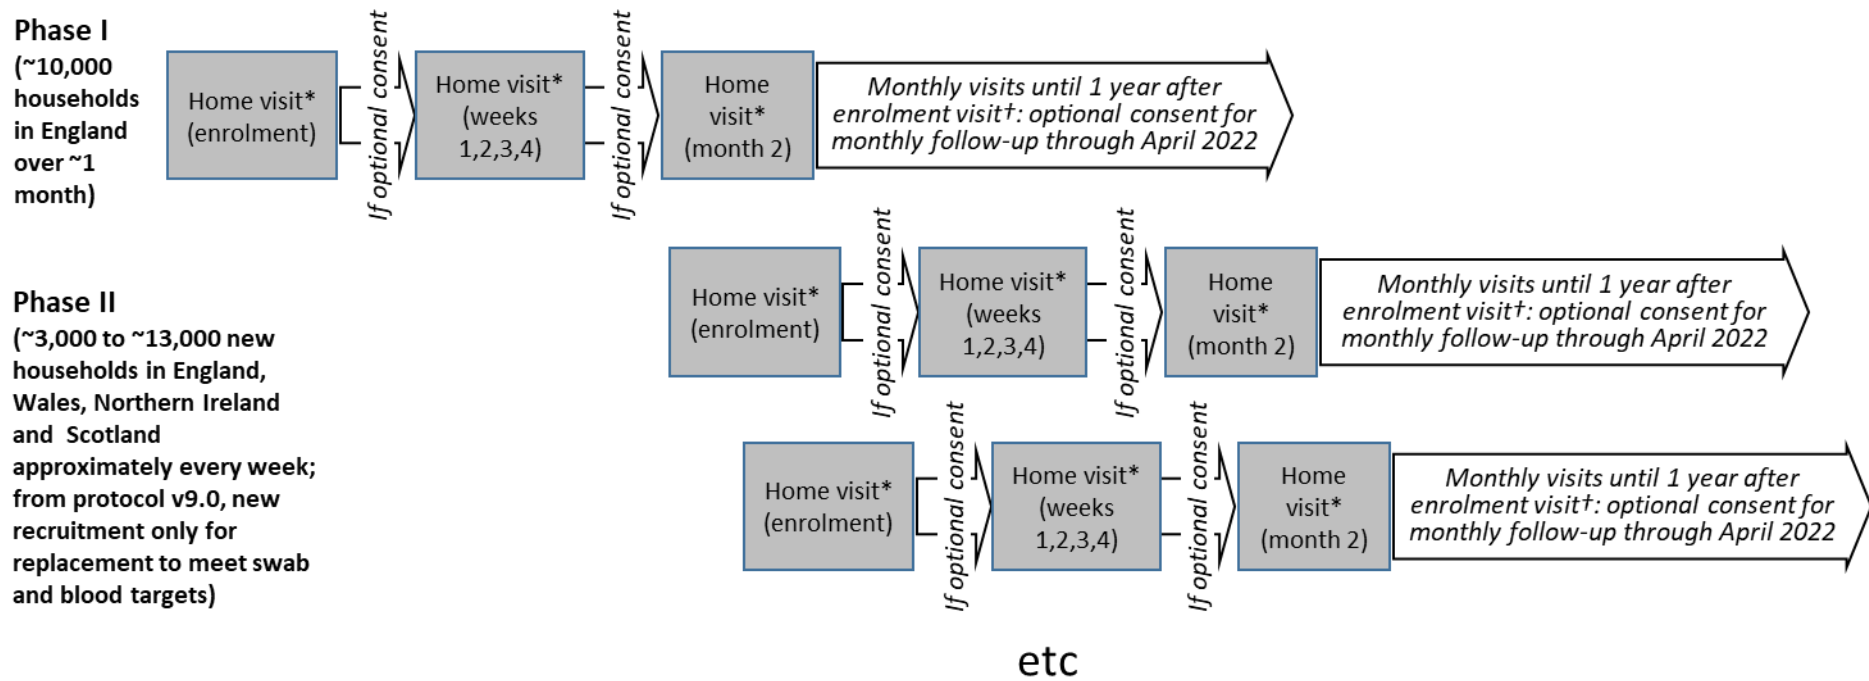 Phase I
(~10,000
households
in England
over ~1
month)
Home visit*
(enrolment)
If optional consent
Home visit*
(weeks
1,2,3,4)
If optional consent
Home
visit*
(month 2)
Monthly visits until 1 year after
enrolment visit†: optional consent for
monthly follow-up through April 2022
Phase II
(~3,000 to ~13,000 new
households in England,
Wales, Northern Ireland
and Scotland
approximately every week;
from protocol v9.0, new
recruitment only for
replacement to meet swab
and blood targets)
Home visit*
(enrolment)
If optional consent
Home visit*
(weeks
1,2,3,4)
If optional consent
Home
visit*
(month 2)
Monthly visits until 1 year after
enrolment visit†: optional consent for
monthly follow-up through April 2022
Home visit*
(enrolment)
If optional consent
Home visit*
(weeks
1,2,3,4)
If optional consent
Home
visit*
(month 2)
Monthly visits until 1 year after
enrolment visit†: optional consent for
monthly follow-up through April 2022
etc